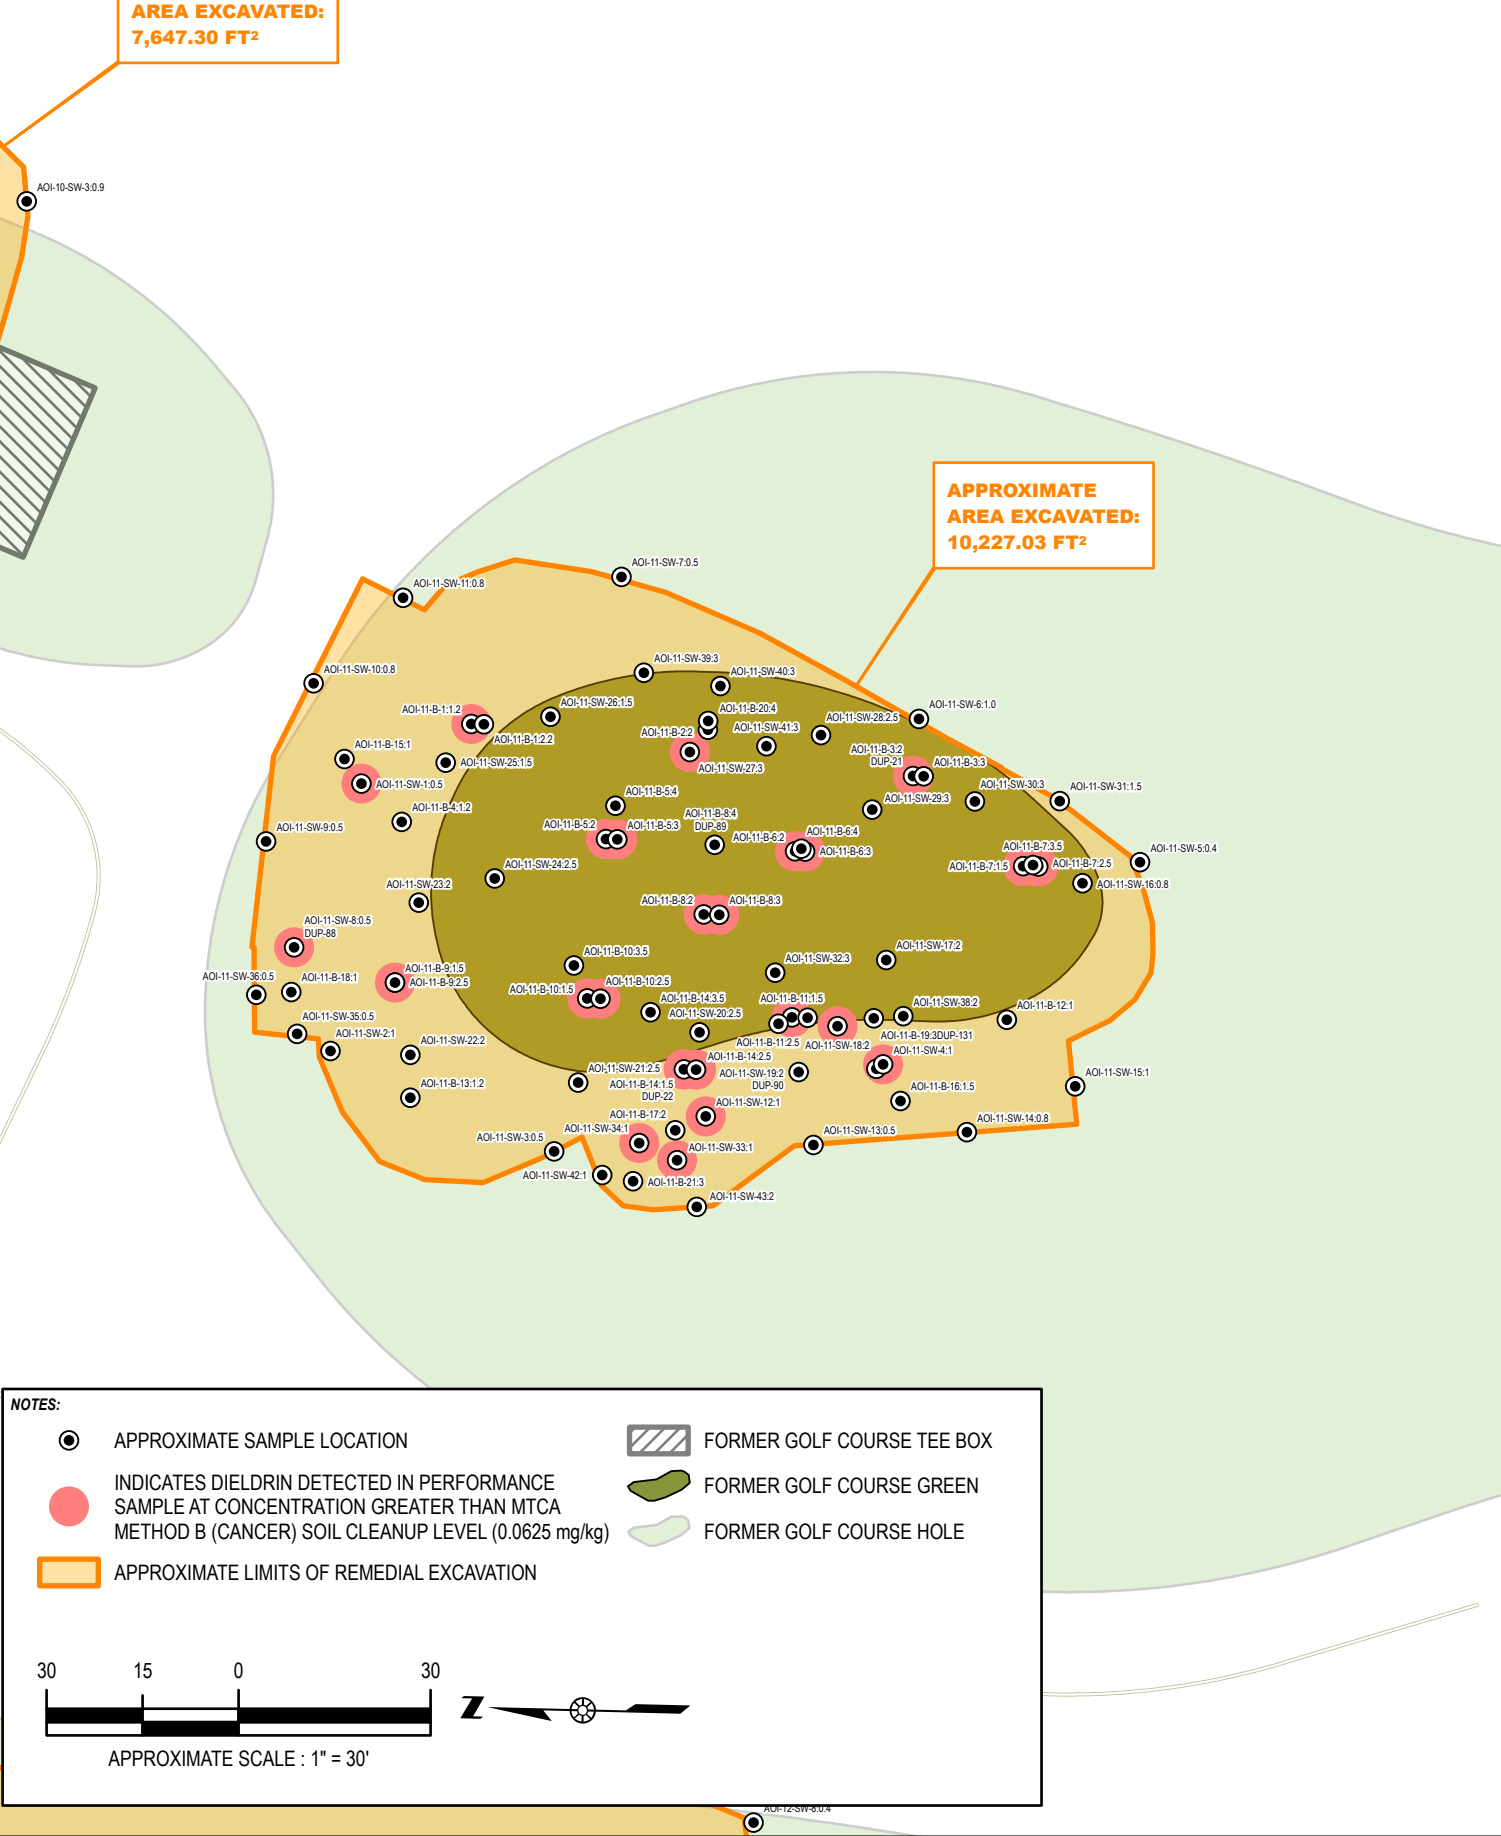 AREA EXCAVATED:
7,647.30 FT²
AOI-10-SW-3:0.9
APPROXIMATE
AREA EXCAVATED:
10,227.03 FT²
AOI-11-SW-7:0.5
AOI-11-SW-11:0.8
AOI-11-SW-39:3
AOI-11-SW-10:0.8
AOI-11-SW-40:3
AOI-11-B-1:1.2
AOI-11-SW-26:1.5
AOI-11-B-20:4
AOI-11-SW-6:1.0
AOI-11-B-2:2
AOI-11-SW-41:3
AOI-11-SW-28:2.5
AOI-11-B-1:2.2
AOI-11-B-15:1
AOI-11-SW-25:1.5
AOI-11-SW-27:3
AOI-11-B-3:2
DUP-21
AOI-11-B-3:3
AOI-11-SW-1:0.5
AOI-11-SW-30:3
AOI-11-SW-31:1.5
AOI-11-B-4:1.2
AOI-11-B-5:4
AOI-11-SW-29:3
AOI-11-B-8:4
DUP-89
AOI-11-SW-9:0.5
AOI-11-B-5:2
AOI-11-B-5:3
AOI-11-B-6:2
AOI-11-B-6:4
AOI-11-B-6:3
AOI-11-B-7:3.5
AOI-11-B-7:1.5
AOI-11-B-7:2.5
AOI-11-SW-5:0.4
AOI-11-SW-24:2.5
AOI-11-SW-16:0.8
AOI-11-SW-23:2
AOI-11-B-8:2
AOI-11-B-8:3
AOI-11-SW-8:0.5
DUP-88
AOI-11-B-10:3.5
AOI-11-SW-32:3
AOI-11-SW-17:2
AOI-11-SW-36:0.5
AOI-11-B-18:1
AOI-11-B-9:1.5
AOI-11-B-9:2.5
AOI-11-B-10:1.5
AOI-11-B-10:2.5
AOI-11-B-14:3.5
AOI-11-B-11:1.5
AOI-11-SW-38:2
AOI-11-B-12:1
AOI-11-SW-35:0.5
AOI-11-SW-20:2.5
AOI-11-SW-2:1
AOI-11-SW-22:2
AOI-11-B-11:2.5
AOI-11-SW-18:2
AOI-11-B-19:3DUP-131
AOI-11-SW-4:1
AOI-11-B-14:2.5
AOI-11-SW-21:2.5
AOI-11-SW-19:2
DUP-90
AOI-11-B-14:1.5
DUP-22
AOI-11-SW-15:1
AOI-11-B-13:1.2
AOI-11-B-16:1.5
AOI-11-SW-12:1
AOI-11-B-17:2
AOI-11-SW-34:1
AOI-11-SW-14:0.8
AOI-11-SW-3:0.5
AOI-11-SW-13:0.5
AOI-11-SW-33:1
AOI-11-SW-42:1
AOI-11-B-21:3
AOI-11-SW-43:2
NOTES:
APPROXIMATE SAMPLE LOCATION
INDICATES DIELDRIN DETECTED IN PERFORMANCE
SAMPLE AT CONCENTRATION GREATER THAN MTCA
METHOD B (CANCER) SOIL CLEANUP LEVEL (0.0625 mg/kg)
APPROXIMATE LIMITS OF REMEDIAL EXCAVATION
FORMER GOLF COURSE TEE BOX
FORMER GOLF COURSE GREEN
FORMER GOLF COURSE HOLE
30 15 0 30
Z
APPROXIMATE SCALE : 1" = 30'
AOI-12-SW-8:0.4